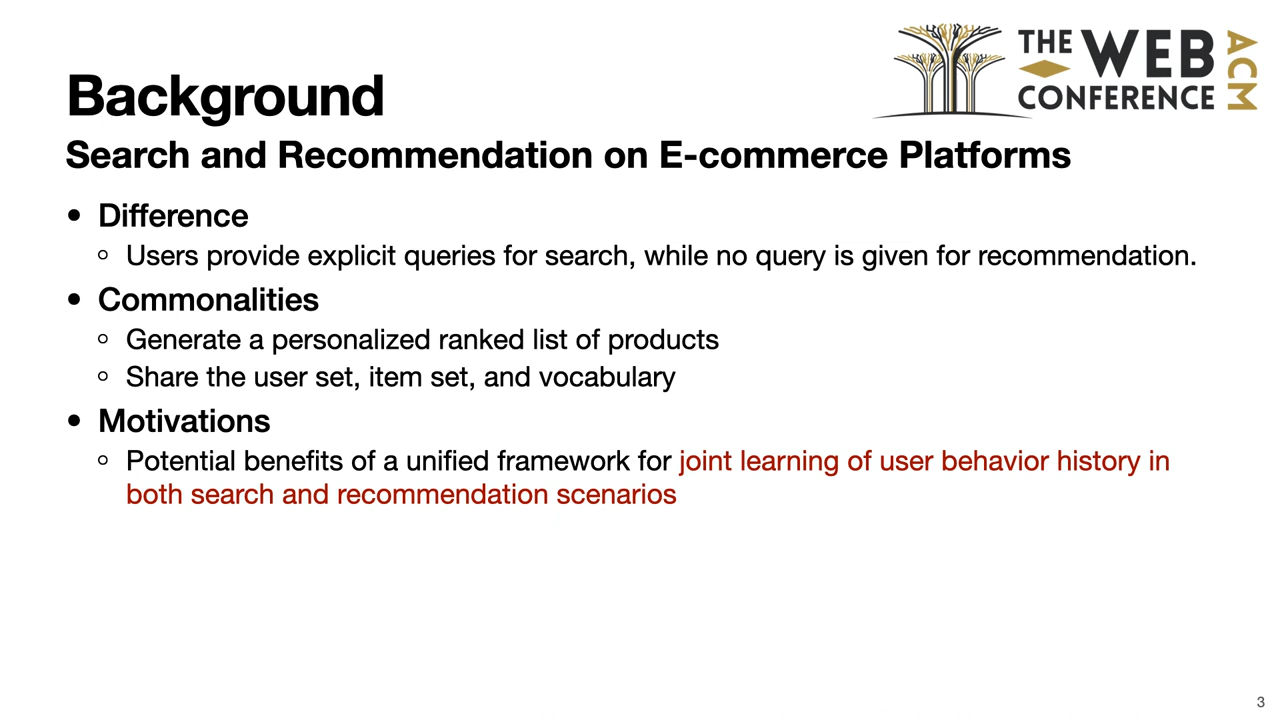 THE WEB CONFERENCE ACM
Background
Search and Recommendation on E-commerce Platforms
• Difference
◦ Users provide explicit queries for search, while no query is given for recommendation.
• Commonalities
◦ Generate a personalized ranked list of products
◦ Share the user set, item set, and vocabulary
• Motivations
◦ Potential benefits of a unified framework for joint learning of user behavior history in
both search and recommendation scenarios
3